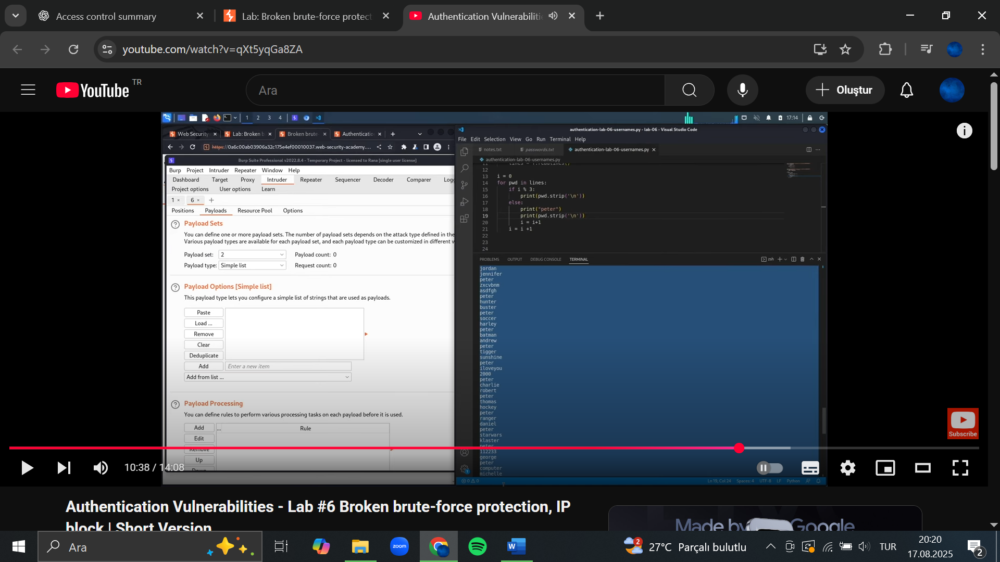 Access control summary
Lab: Broken brute-force protect
Authentication Vulnerabiliti
youtube.com/watch?v=qXt5yqGa8ZA
YouTube TR
Ara
Oluştur
1 2 3 4
17:14
Web Security
Lab: Broken b
Broken brute-
Authentication
https://0a6c00ab03906a32c175e4ef00010037.web-security-academy....
Burp Suite Professional v2022.8.4 - Temporary Project - licensed to Rana [single user license]
Burp Project Intruder Repeater Window Help
Dashboard Target Proxy Intruder Repeater Sequencer Decoder Comparer Logg
Project options User options Learn
1 × 6 × +
Positions Payloads Resource Pool Options
Payload Sets
You can define one or more payload sets. The number of payload sets depends on the attack type defined in the
Various payload types are available for each payload set, and each payload type can be customized in different w
Payload set: 2 Payload count: 0
Payload type: Simple list Request count: 0
Payload Options [Simple list]
This payload type lets you configure a simple list of strings that are used as payloads.
Paste
Load ...
Remove
Clear
Deduplicate
Add Enter a new item
Add from list ...
Payload Processing
You can define rules to perform various processing tasks on each payload before it is used.
Add ... Rule
Edit
Remove
Up
Down
authentication-lab-06-usernames.py - lab-06 - Visual Studio Code
File Edit Selection View Go Run Terminal Help
notes.txt passwords.txt authentication-lab-06-usernames.py
authentication-lab-06-usernames.py
11 lines = f.readlines()
12
13 i = 0
14 for pwd in lines:
15 if i % 3:
16 print(pwd.strip('\n'))
17 else:
18 print("peter")
19 print(pwd.strip('\n'))
20 i = i+1
21 i = i +1
22
23
24
PROBLEMS OUTPUT DEBUG CONSOLE TERMINAL zsh
jordan
jennifer
peter
zxcvbnm
asdfgh
peter
hunter
buster
peter
soccer
harley
peter
batman
andrew
peter
tigger
sunshine
peter
iloveyou
2000
peter
charlie
robert
peter
thomas
hockey
peter
ranger
daniel
peter
starwars
klaster
peter
112233
george
peter
computer
michelle
0 0 Ln 19, Col 24 Spaces: 4 UTF-8 LF Python
Subscribe
10:38 / 14:08
Authentication Vulnerabilities - Lab #6 Broken brute-force protection, IP
block | Short Version
Made by Google
Ara
zoom
W
2
27°C Parçalı bulutlu
TUR
20:20
17.08.2025
2